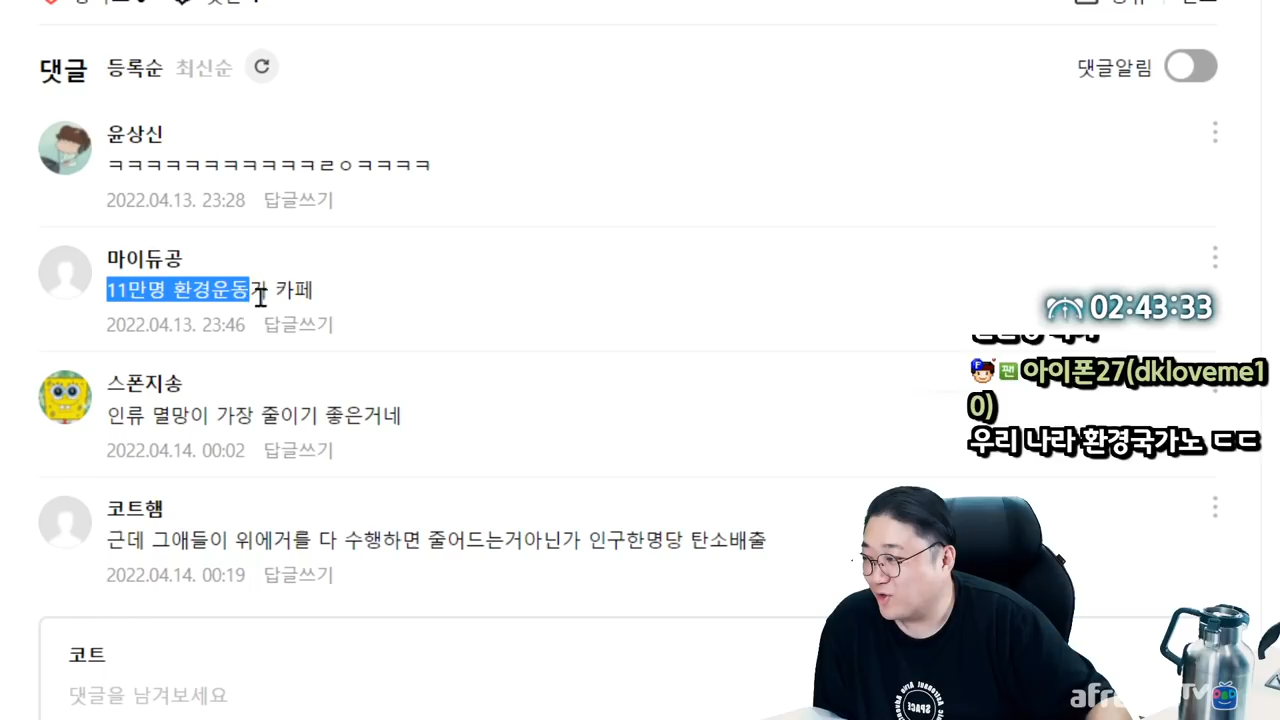 댓글 등록순 최신순
댓글알림
윤상신
ㅋㅋㅋㅋㅋㅋㅋㅋㅋㅋㅋㄹㅇㅋㅋㅋㅋ
2022.04.13. 23:28 답글쓰기
마이듀공
11만명 환경운동가 카페
2022.04.13. 23:46 답글쓰기
02:43:33
팬 아이폰27(dkloveme1
0)
우리 나라 환경국가노 ㄷㄷ
스폰지송
인류 멸망이 가장 줄이기 좋은거네
2022.04.14. 00:02 답글쓰기
코트햄
근데 그애들이 위에거를 다 수행하면 줄어드는거아닌가 인구한명당 탄소배출
2022.04.14. 00:19 답글쓰기
코트
댓글을 남겨보세요
SPACE